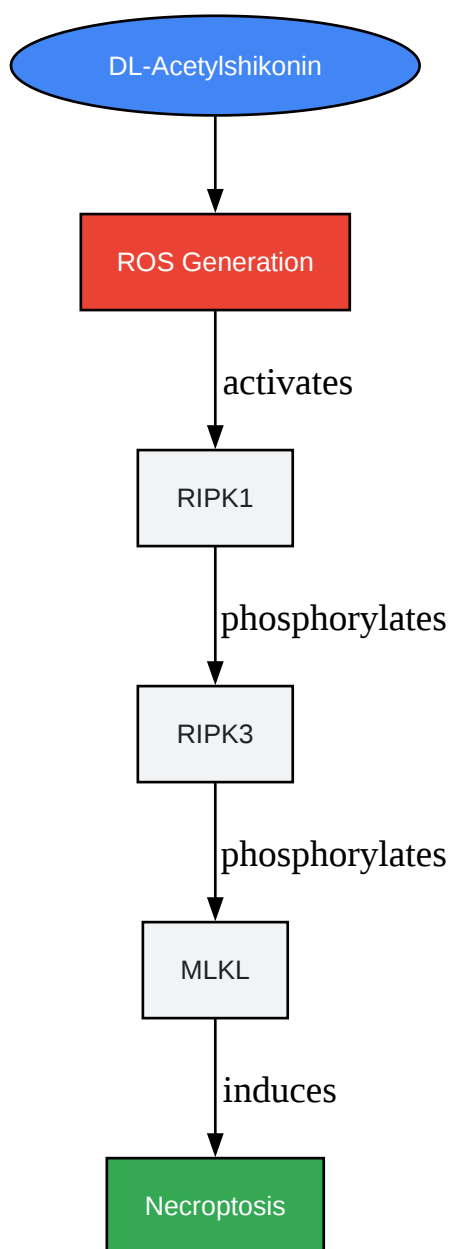 DL-Acetylshikonin
ROS Generation
activates
RIPK1
phosphorylates
RIPK3
phosphorylates
MLKL
induces
Necroptosis